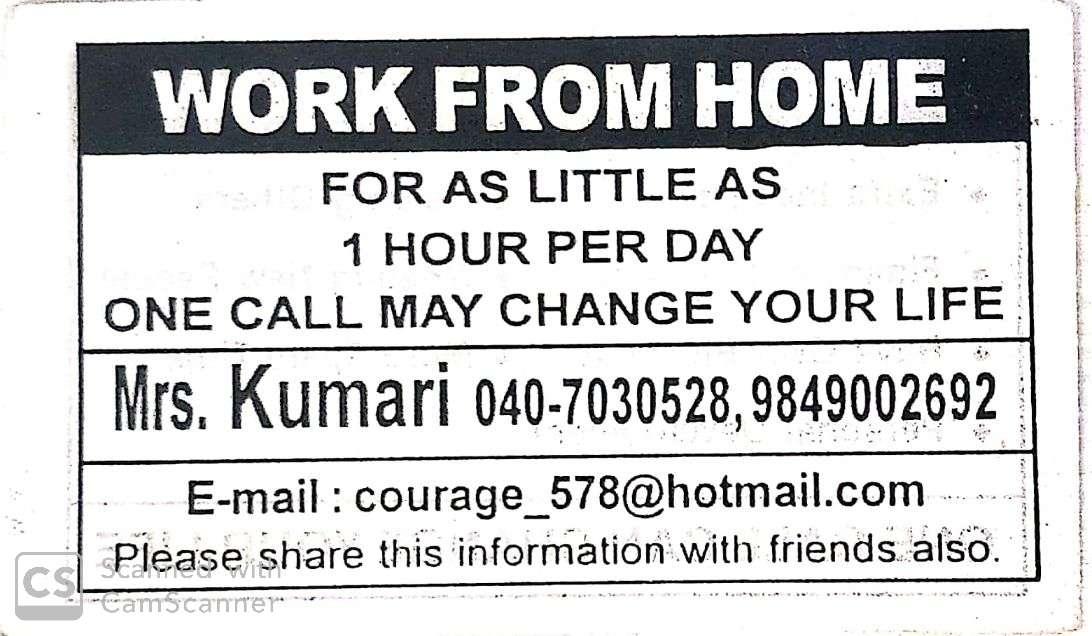 WORK FROM HOME
FOR AS LITTLE AS
1 HOUR PER DAY
ONE CALL MAY CHANGE YOUR LIFE
Mrs. Kumari 040-7030528, 9849002692
E-mail : courage_578@hotmail.com
Please share this information with friends also.
CS Scanned with
CamScanner